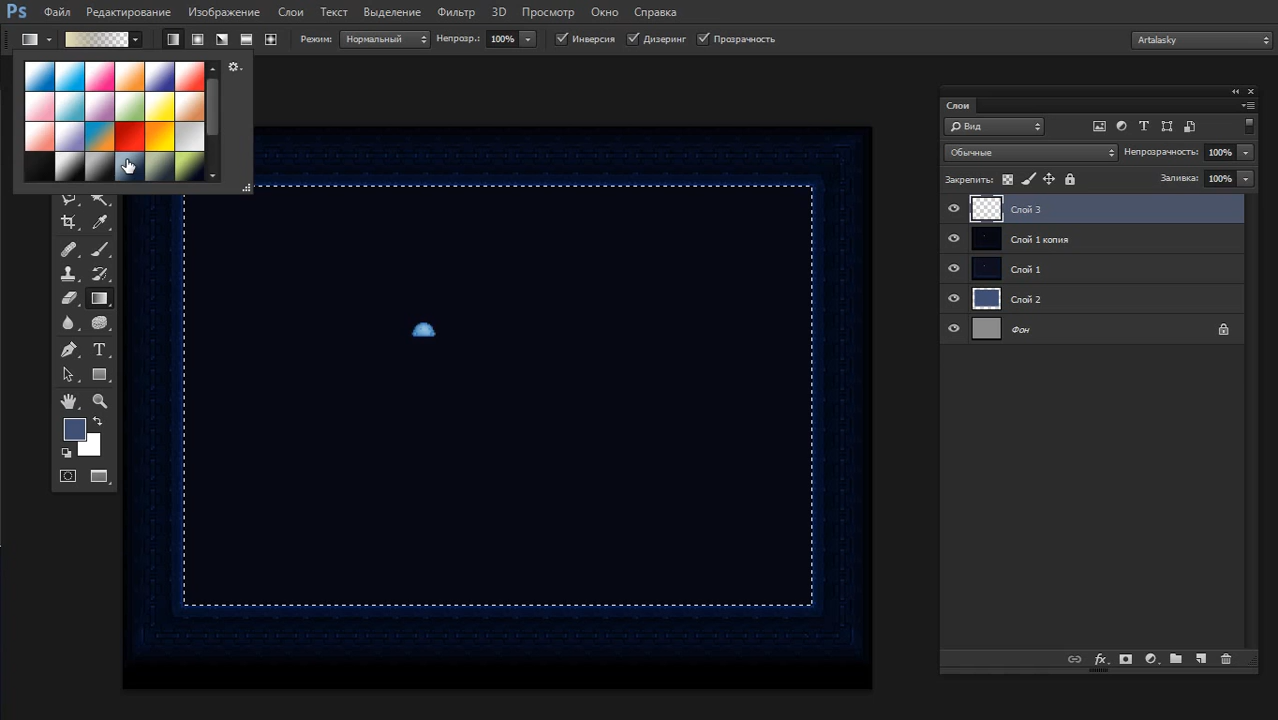 Ps Файл Редактирование Изображение Слои Текст Выделение Фильтр 3D Просмотр Окно Справка
Режим: Нормальный Непрозр.: 100% Инверсия Дизеринг Прозрачность Artalasky
Слои
Вид
Обычные Непрозрачность: 100%
Закрепить: Заливка: 100%
Слой 3
Слой 1 копия
Слой 1
Слой 2
Фон